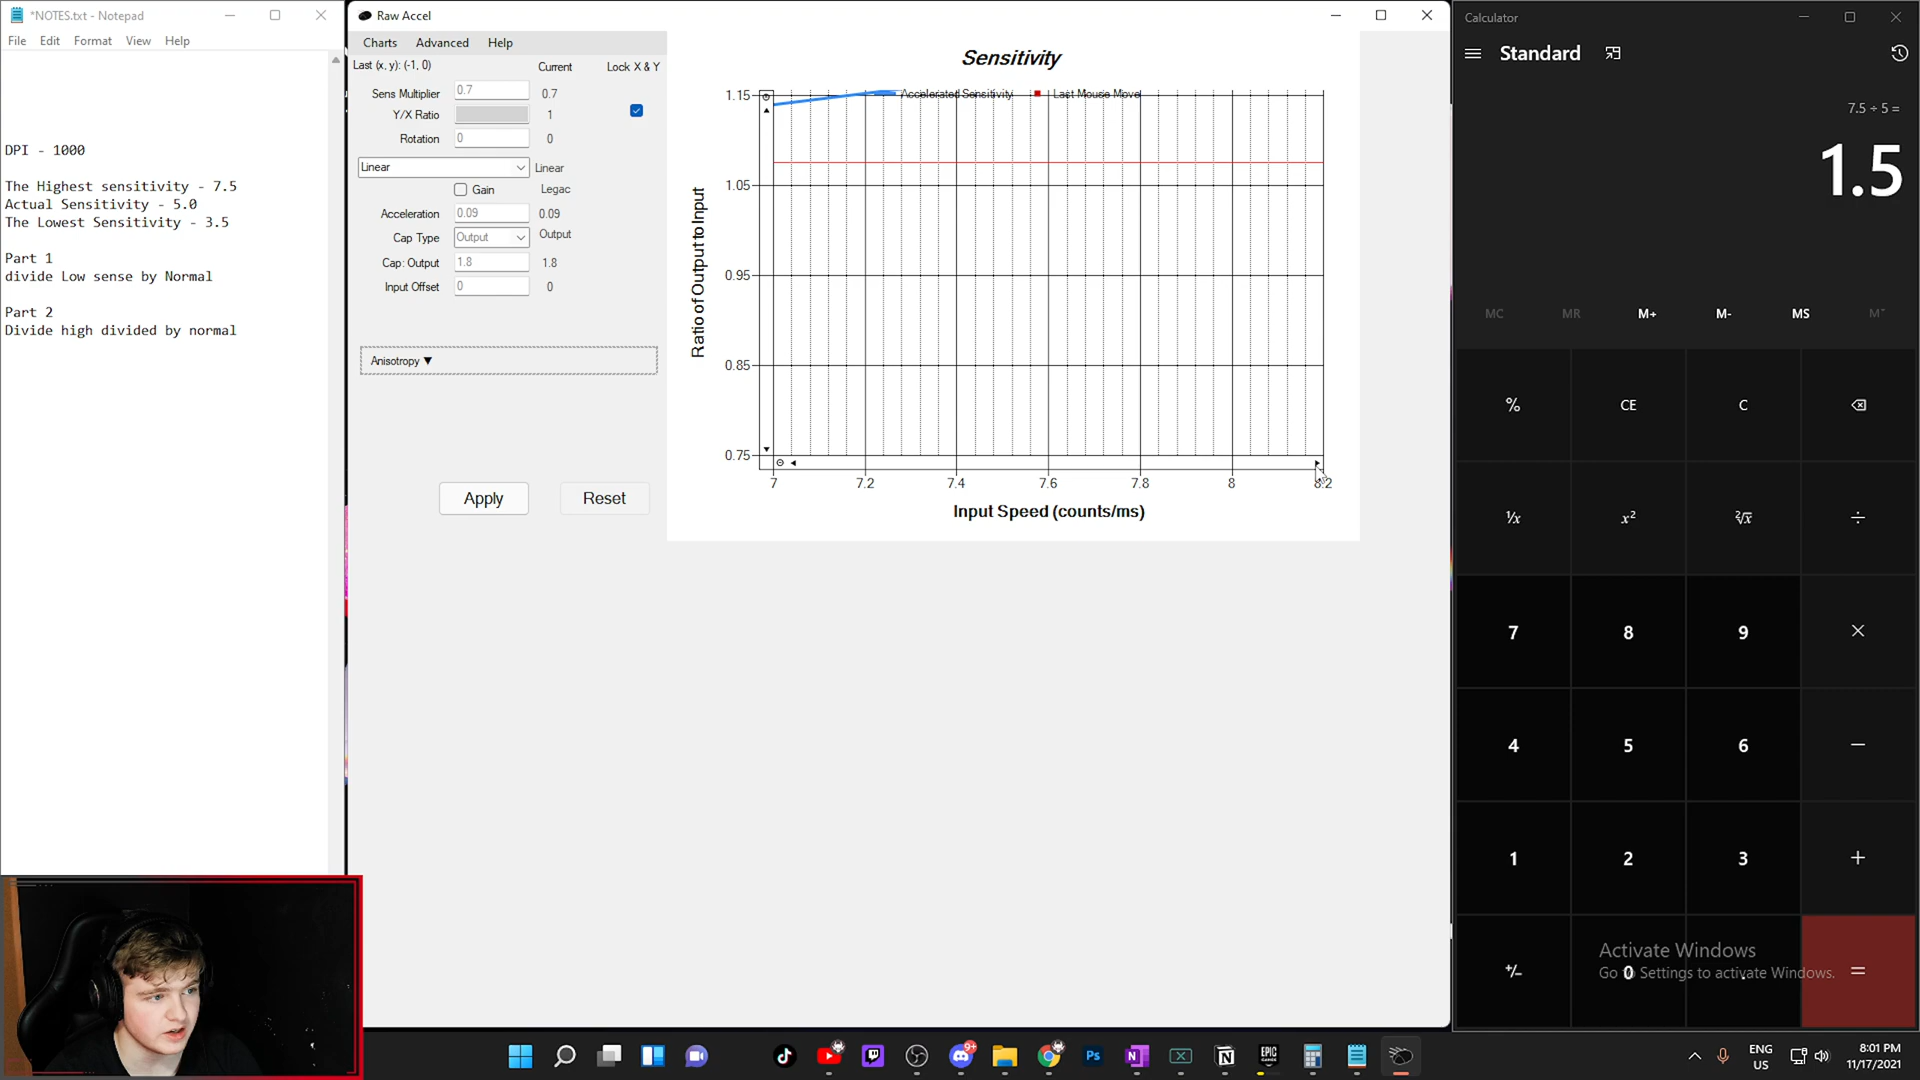 *NOTES.txt - Notepad
File Edit Format View Help
DPI - 1000
The Highest sensitivity - 7.5
Actual Sensitivity - 5.0
The Lowest Sensitivity - 3.5
Part 1
divide Low sense by Normal
Part 2
Divide high divided by normal
Raw Accel
Charts Advanced Help
Last (x, y): (-1, 0) Current Lock X & Y
Sens Multiplier 0.7 0.7
Y/X Ratio 1
Rotation 0 0
Linear Linear
Gain Legac
Acceleration 0.09 0.09
Cap Type Output Output
Cap: Output 1.8 1.8
Input Offset 0 0
Anisotropy ▼
Apply Reset
Sensitivity
Accelerated Sensitivity Last Mouse Move
Ratio of Output to Input
1.15
1.05
0.95
0.85
0.75
7 7.2 7.4 7.6 7.8 8 8.2
Input Speed (counts/ms)
Calculator
Standard
7.5 ÷ 5 =
1.5
MC MR M+ M- MS M˅
% CE C
⅟x x² ²√x ÷
7 8 9 ×
4 5 6 −
1 2 3 +
+/− 0 . =
Activate Windows
Go to Settings to activate Windows.
9+
Ps
N
EPIC
GAMES
ENG
US
8:01 PM
11/17/2021